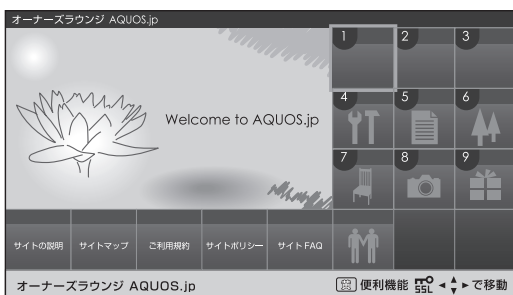 オーナーズラウンジ AQUOS.jp
1 2 3
Welcome to AQUOS.jp
4 5 6
7 8 9
サイトの説明 サイトマップ ご利用規約 サイトポリシー サイト FAQ
オーナーズラウンジ AQUOS.jp
便利機能 SSL で移動